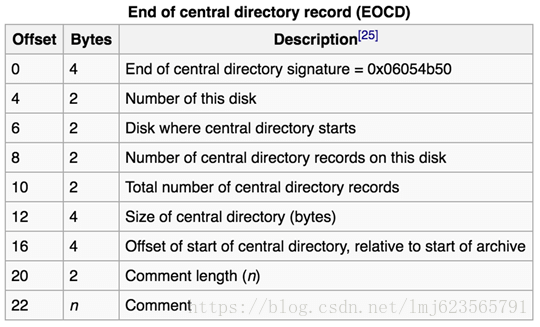 End of central directory record (EOCD)
Offset Bytes Description[25]
0 4 End of central directory signature = 0x06054b50
4 2 Number of this disk
6 2 Disk where central directory starts
8 2 Number of central directory records on this disk
10 2 Total number of central directory records
12 4 Size of central directory (bytes)
16 4 Offset of start of central directory, relative to start of archive
20 2 Comment length (n)
22 n Comment
https://blog.csdn.net/lmj623565791